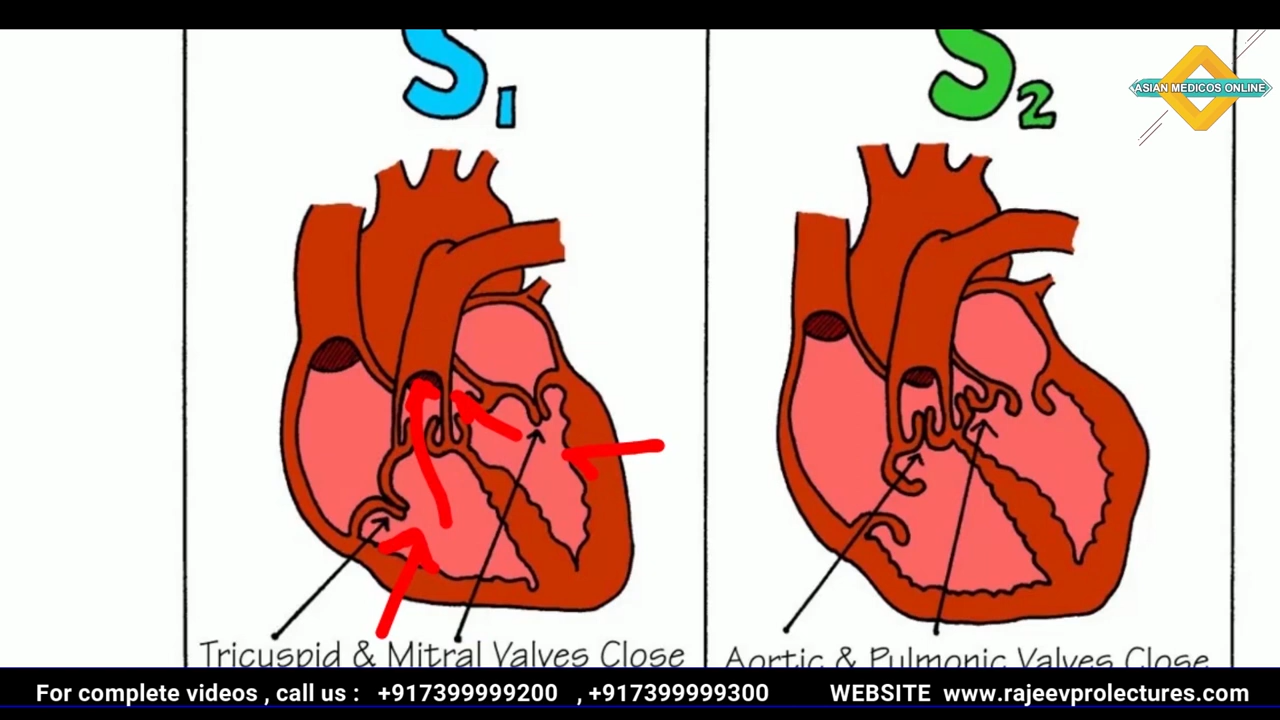 S1
S2
ASIAN MEDICOS ONLINE
Tricuspid & Mitral Valves Close
Aortic & Pulmonic Valves Close
For complete videos , call us : +917399999200 , +917399999300 WEBSITE www.rajeevprolectures.com